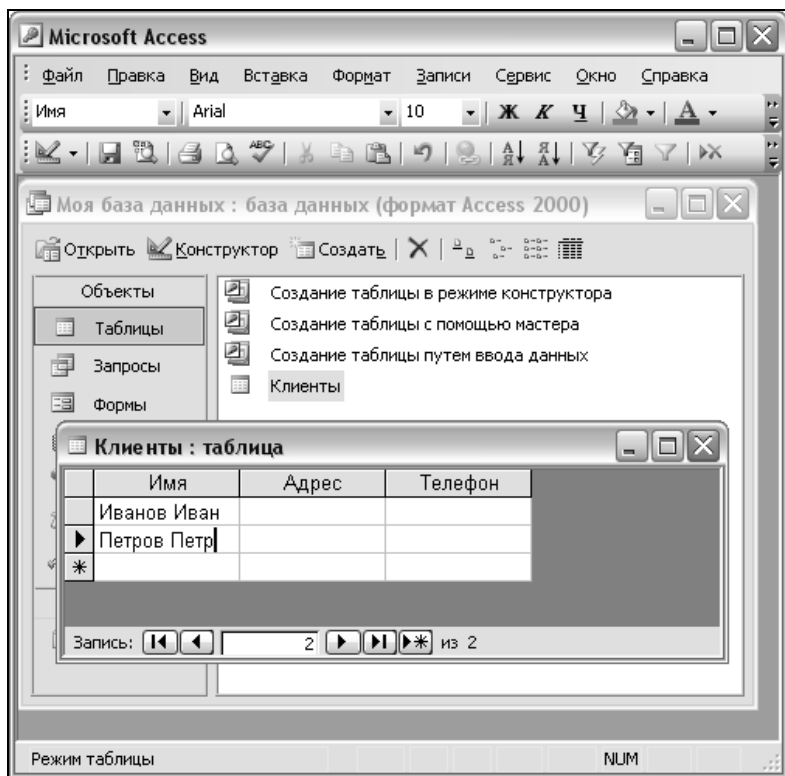 Microsoft Access
Файл Правка Вид Вставка Формат Записи Сервис Окно Справка
Имя Arial 10 Ж К Ч А
Моя база данных : база данных (формат Access 2000)
Открыть Конструктор Создать
Объекты
Таблицы
Запросы
Формы
Создание таблицы в режиме конструктора
Создание таблицы с помощью мастера
Создание таблицы путем ввода данных
Клиенты
Клиенты : таблица
Имя Адрес Телефон
Иванов Иван
Петров Петр
Запись: 2 из 2
Режим таблицы NUM